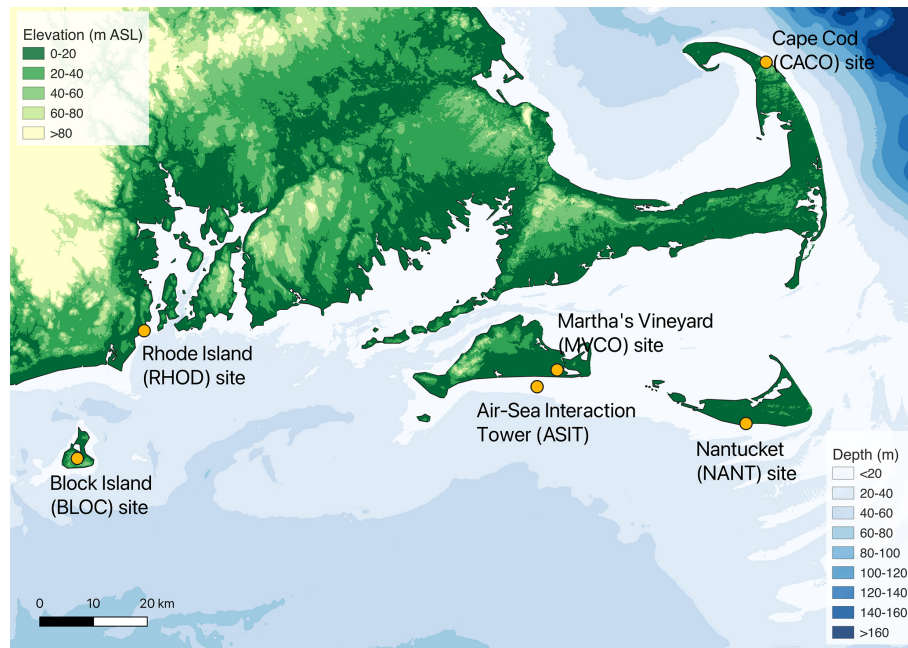 Elevation (m ASL)
0-20
20-40
40-60
60-80
>80
Cape Cod
(CACO) site
Martha's Vineyard
(MVCO) site
Rhode Island
(RHOD) site
Air-Sea Interaction
Tower (ASIT)
Nantucket
(NANT) site
Block Island
(BLOC) site
Depth (m)
<20
20-40
40-60
60-80
80-100
100-120
120-140
140-160
>160
0 10 20 km